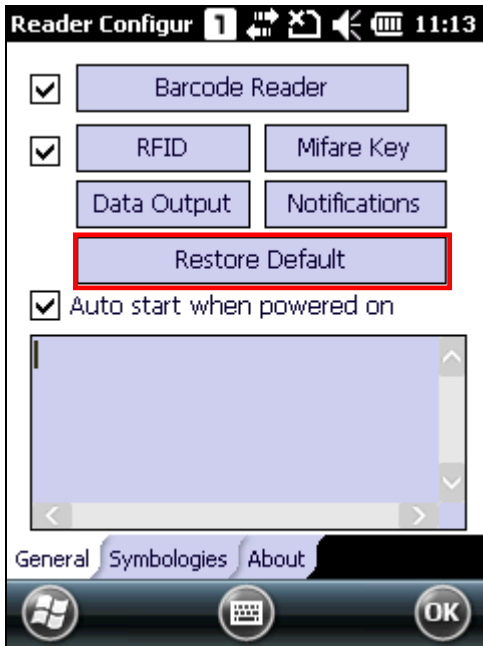 Reader Configur 1 11:13
Barcode Reader
RFID Mifare Key
Data Output Notifications
Restore Default
Auto start when powered on
General Symbologies About
OK